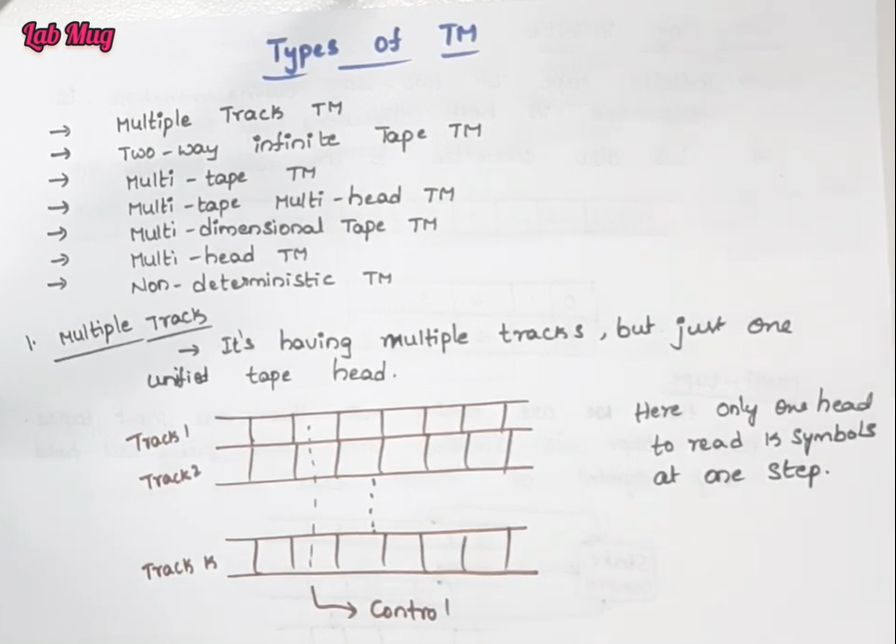 Lab Mug
Types of TM
→ Multiple Track TM
→ Two-way infinite Tape TM
→ Multi-tape TM
→ Multi-tape Multi-head TM
→ Multi-dimensional Tape TM
→ Multi-head TM
→ Non-deterministic TM
1. Multiple Track
→ It's having multiple tracks, but just one
unified tape head.
Track 1
Track 2
Track k
→ Control
Here only one head
to read k symbols
at one step.